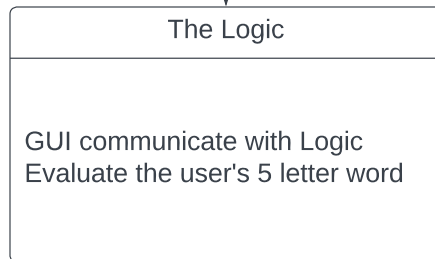 The Logic
GUI communicate with Logic
Evaluate the user's 5 letter word